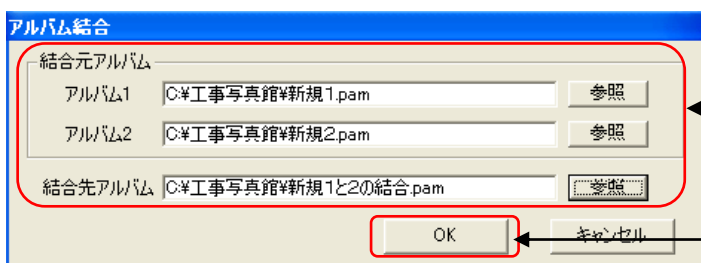 アルバム結合
結合元アルバム
アルバム1 C:¥工事写真館¥新規1.pam 参照
アルバム2 C:¥工事写真館¥新規2.pam 参照
結合先アルバム C:¥工事写真館¥新規1と2の結合.pam 参照
OK キャンセル